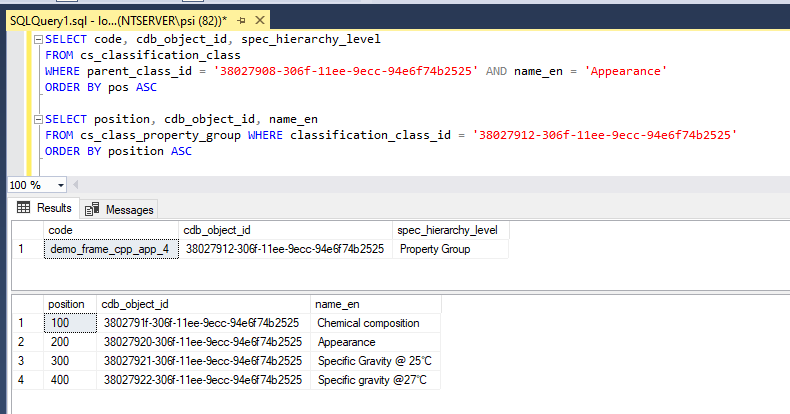 SQLQuery1.sql - lo...(NTSERVER\psi (82))*
SELECT code, cdb_object_id, spec_hierarchy_level
FROM cs_classification_class
WHERE parent_class_id = '38027908-306f-11ee-9ecc-94e6f74b2525' AND name_en = 'Appearance'
ORDER BY pos ASC
SELECT position, cdb_object_id, name_en
FROM cs_class_property_group WHERE classification_class_id = '38027912-306f-11ee-9ecc-94e6f74b2525'
ORDER BY position ASC
100 %
Results Messages
code cdb_object_id spec_hierarchy_level
1 demo_frame_cpp_app_4 38027912-306f-11ee-9ecc-94e6f74b2525 Property Group
position cdb_object_id name_en
1 100 3802791f-306f-11ee-9ecc-94e6f74b2525 Chemical composition
2 200 38027920-306f-11ee-9ecc-94e6f74b2525 Appearance
3 300 38027921-306f-11ee-9ecc-94e6f74b2525 Specific Gravity @ 25℃
4 400 38027922-306f-11ee-9ecc-94e6f74b2525 Specific gravity @27℃